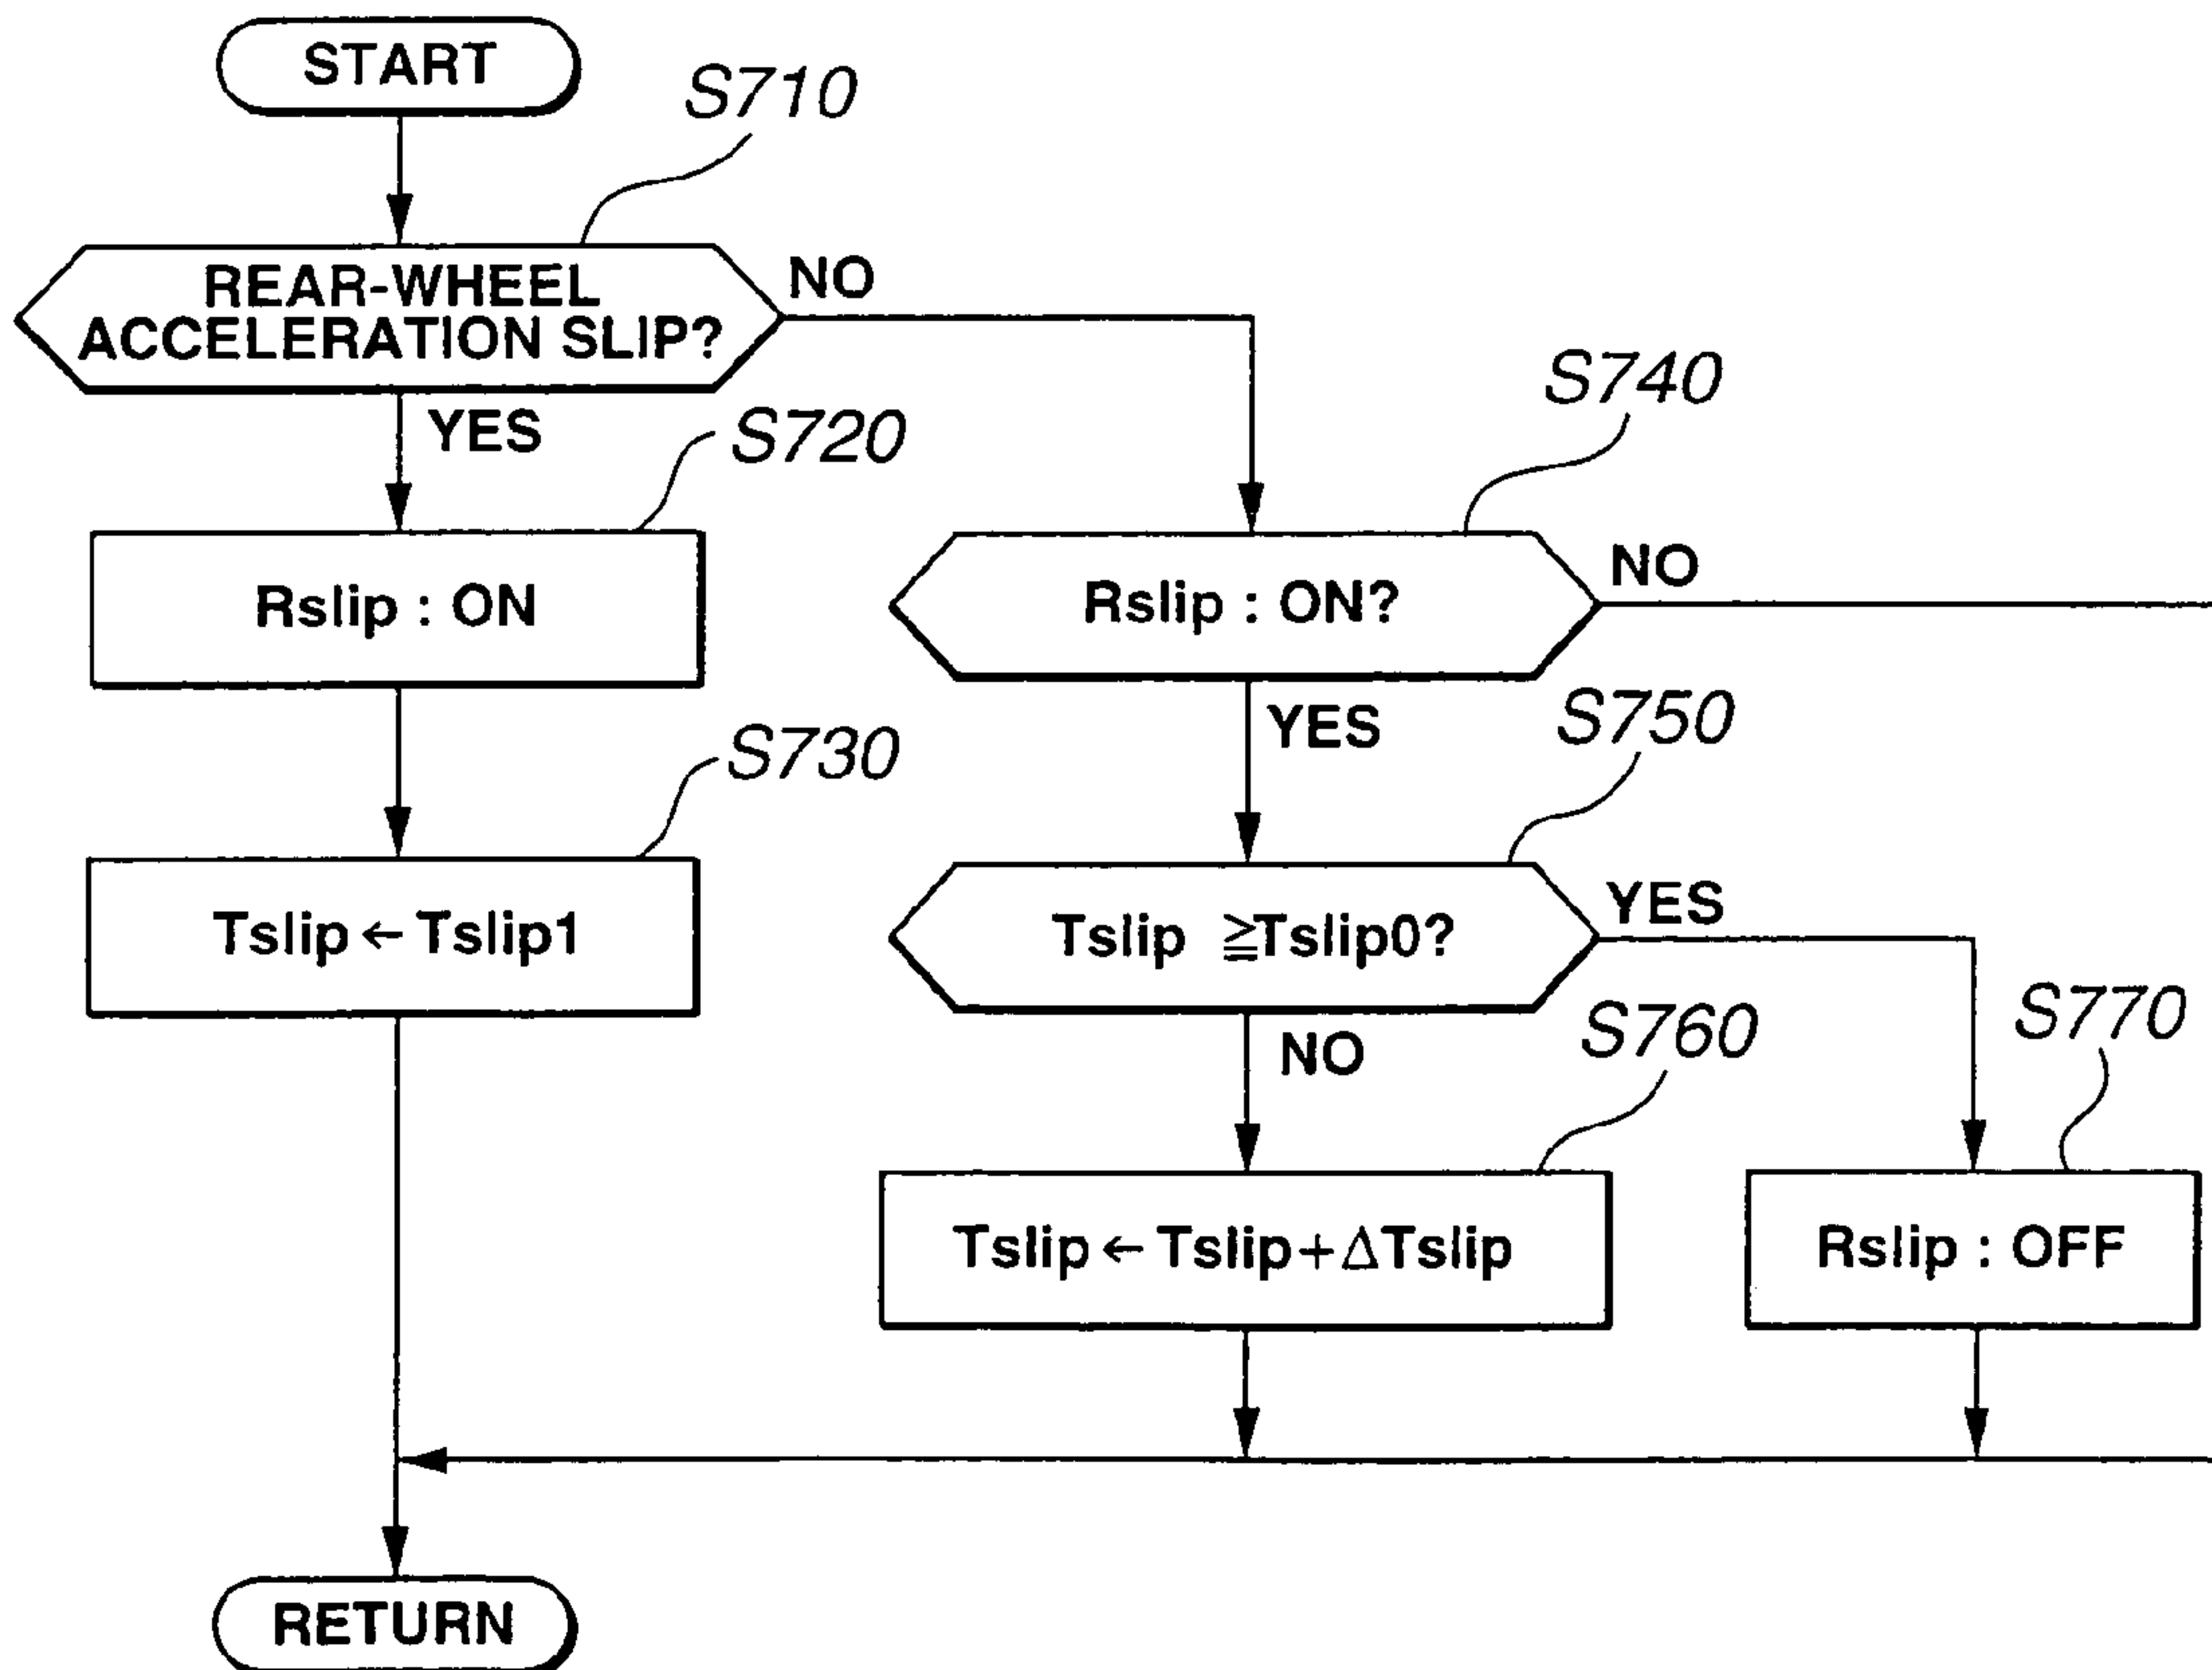 START
S710
REAR-WHEEL
ACCELERATION SLIP?
NO
YES
S720
S740
Rslip : ON
Rslip : ON?
NO
YES
S730
S750
Tslip ← Tslip1
Tslip ≧Tslip0?
YES
NO
S760
S770
Tslip ← Tslip+ΔTslip
Rslip : OFF
RETURN